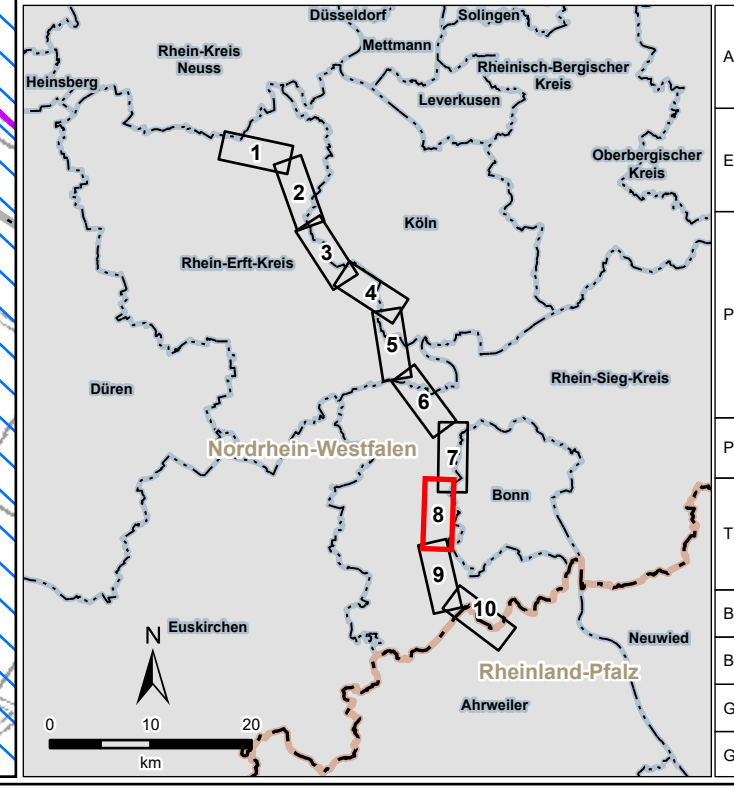 Düsseldorf
Solingen
Mettmann
Rhein-Kreis
Neuss
Rheinisch-Bergischer
Kreis
Heinsberg
Leverkusen
A
E
1
Oberbergischer
Kreis
2
Köln
3
Rhein-Erft-Kreis
4
P
5
Rhein-Sieg-Kreis
Düren
6
Nordrhein-Westfalen
7
P
8
Bonn
T
9
10
B
N
Euskirchen
Neuwied
B
Rheinland-Pfalz
Ahrweiler
G
0 10 20
km
G